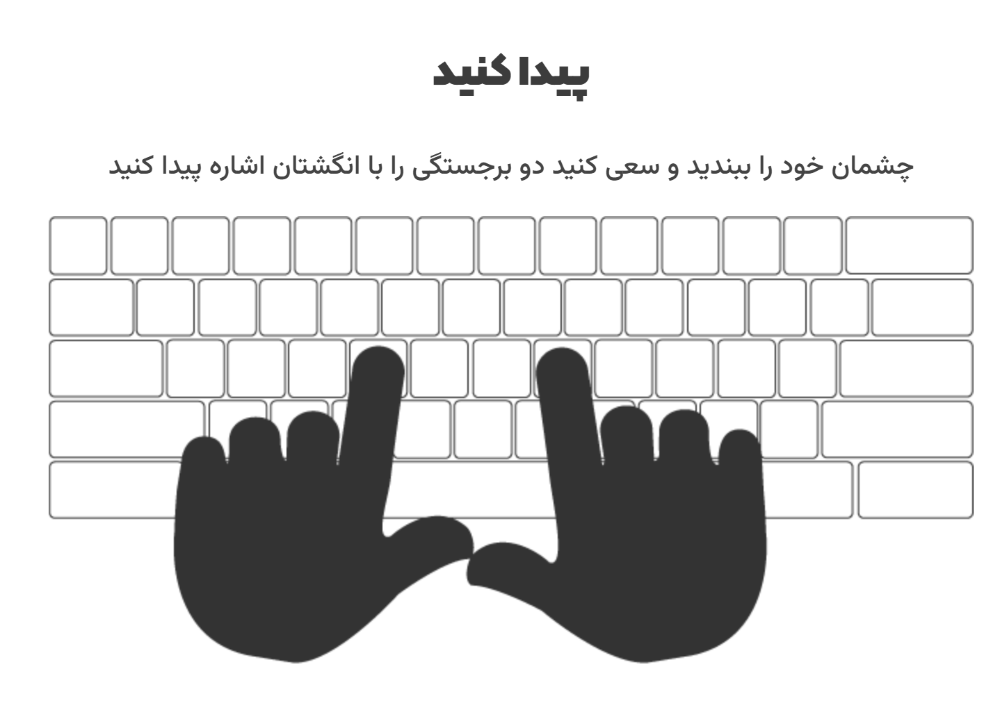 پیدا کنید
چشمان خود را ببندید و سعی کنید دو برجستگی را با انگشتان اشاره پیدا کنید